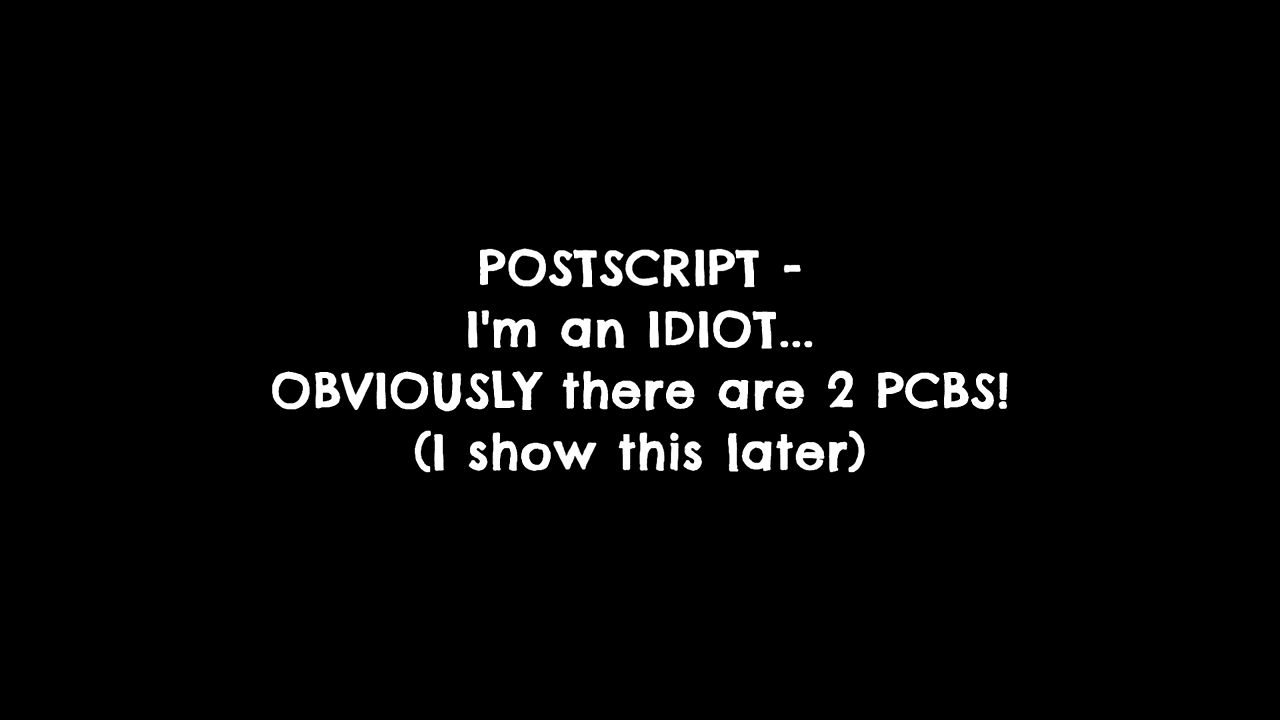 POSTSCRIPT -
I'm an IDIOT...
OBVIOUSLY there are 2 PCBS!
(I show this later)